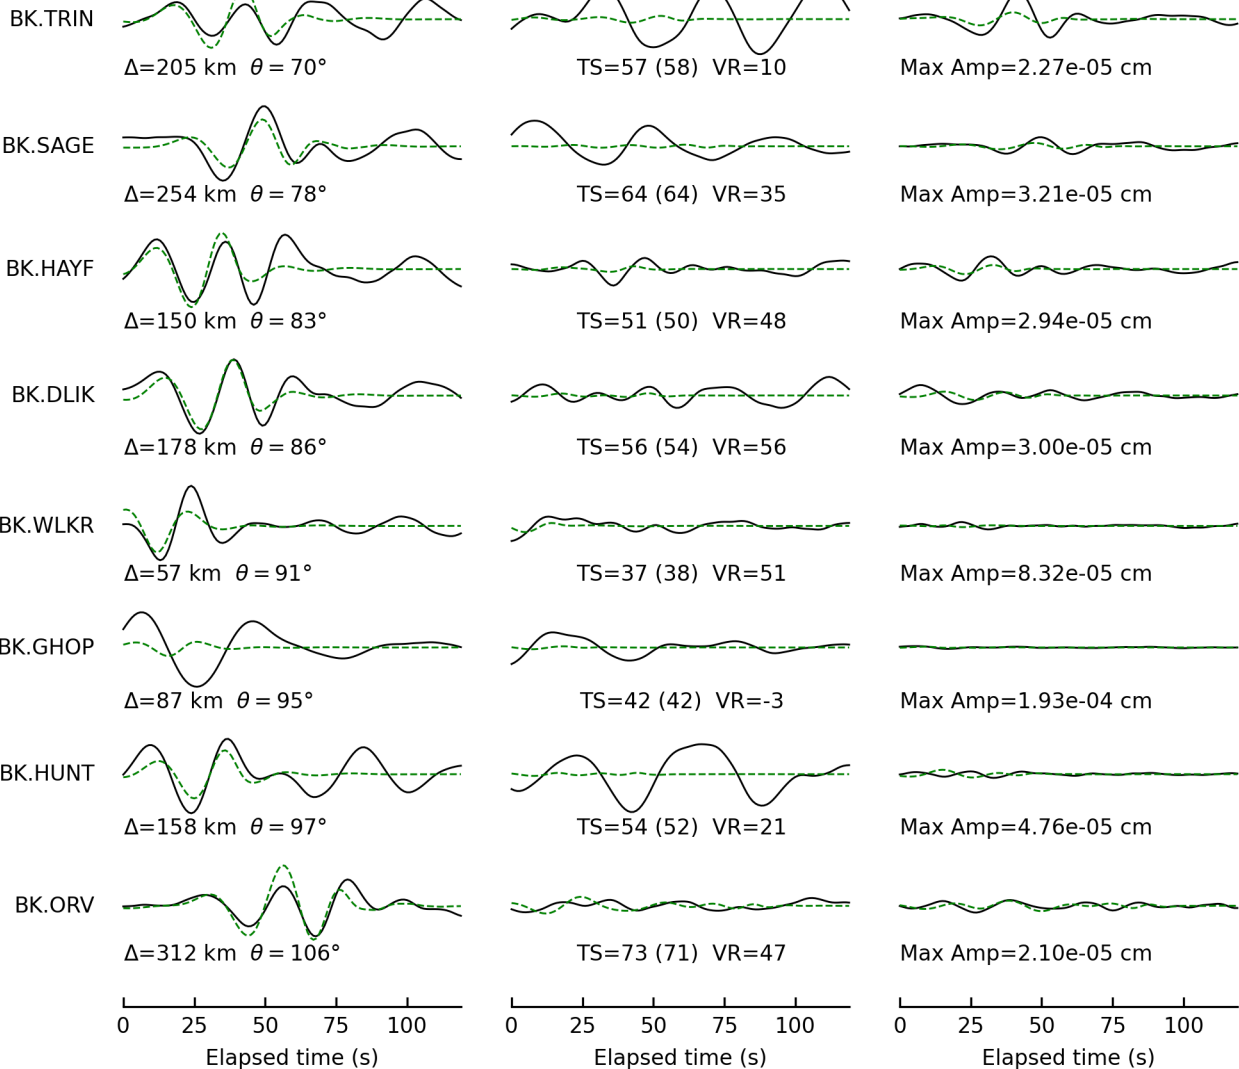 BK.TRIN
Δ=205 km θ = 70° TS=57 (58) VR=10 Max Amp=2.27e-05 cm
BK.SAGE
Δ=254 km θ = 78° TS=64 (64) VR=35 Max Amp=3.21e-05 cm
BK.HAYF
Δ=150 km θ = 83° TS=51 (50) VR=48 Max Amp=2.94e-05 cm
BK.DLIK
Δ=178 km θ = 86° TS=56 (54) VR=56 Max Amp=3.00e-05 cm
BK.WLKR
Δ=57 km θ = 91° TS=37 (38) VR=51 Max Amp=8.32e-05 cm
BK.GHOP
Δ=87 km θ = 95° TS=42 (42) VR=-3 Max Amp=1.93e-04 cm
BK.HUNT
Δ=158 km θ = 97° TS=54 (52) VR=21 Max Amp=4.76e-05 cm
BK.ORV
Δ=312 km θ = 106° TS=73 (71) VR=47 Max Amp=2.10e-05 cm
0 25 50 75 100 0 25 50 75 100 0 25 50 75 100
Elapsed time (s) Elapsed time (s) Elapsed time (s)